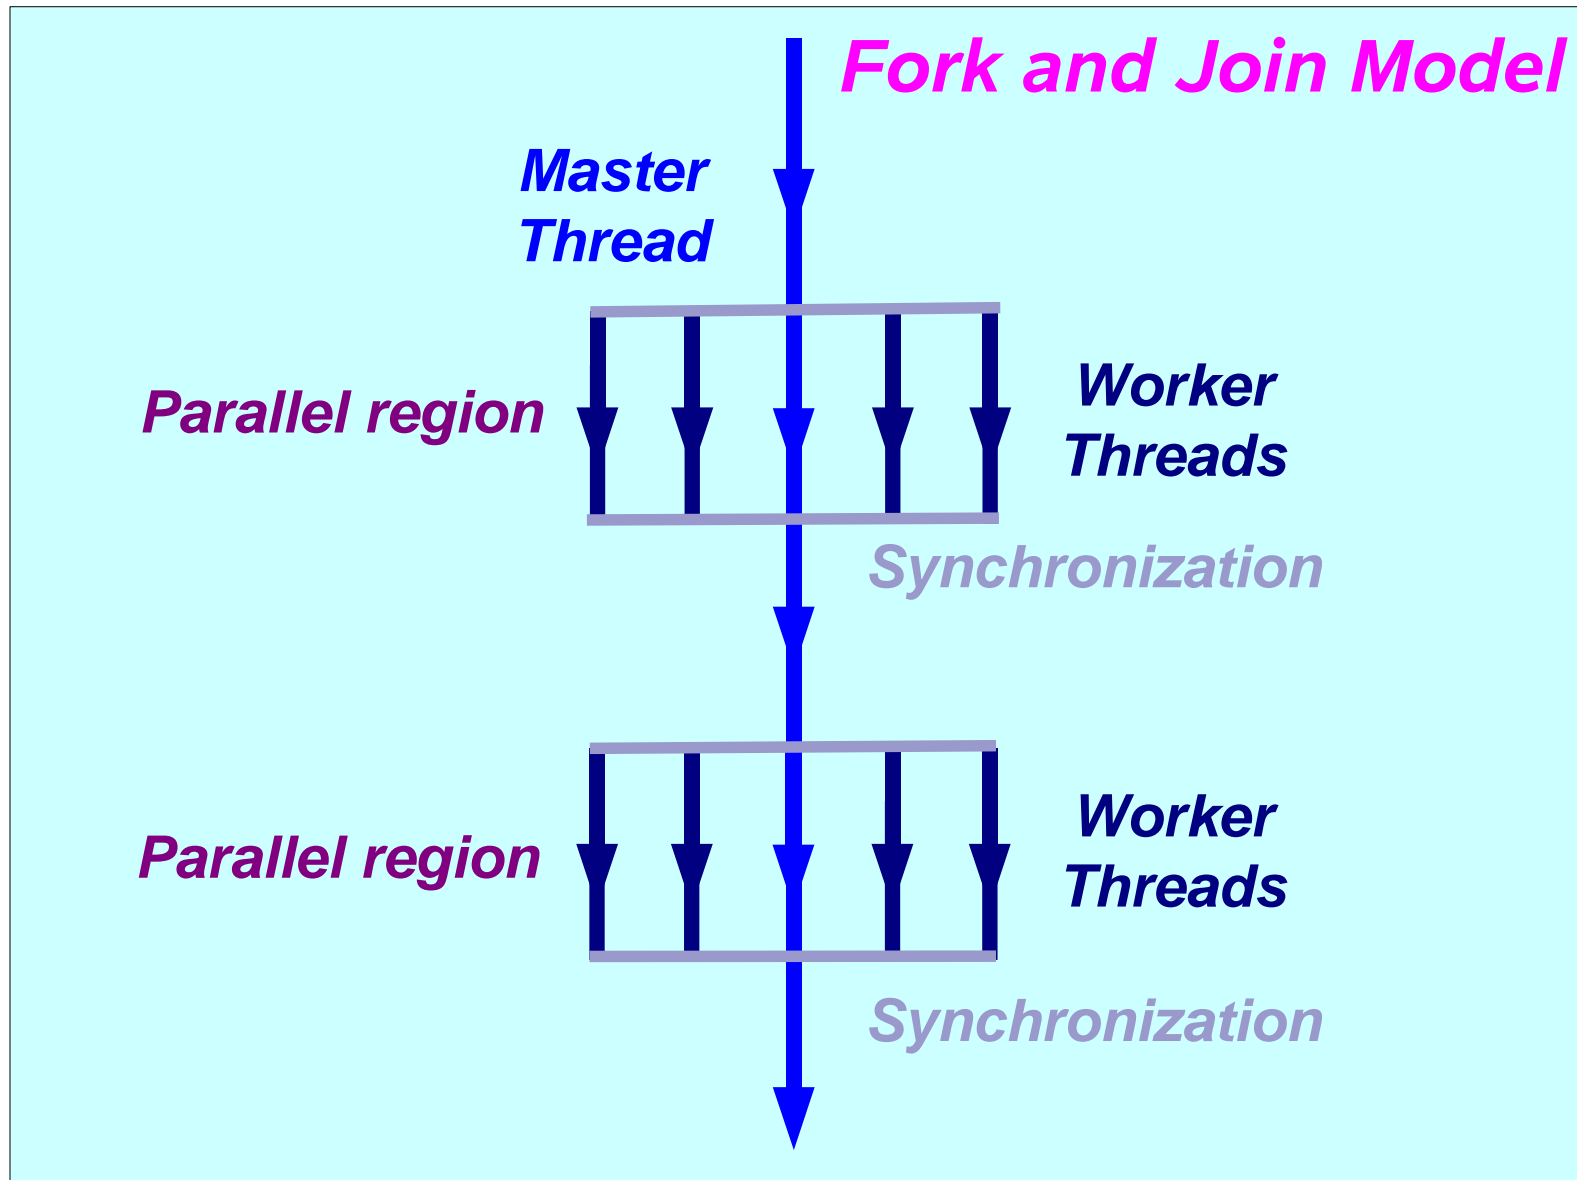 Fork and Join Model
Master
Thread
Parallel region
Worker
Threads
Synchronization
Parallel region
Worker
Threads
Synchronization